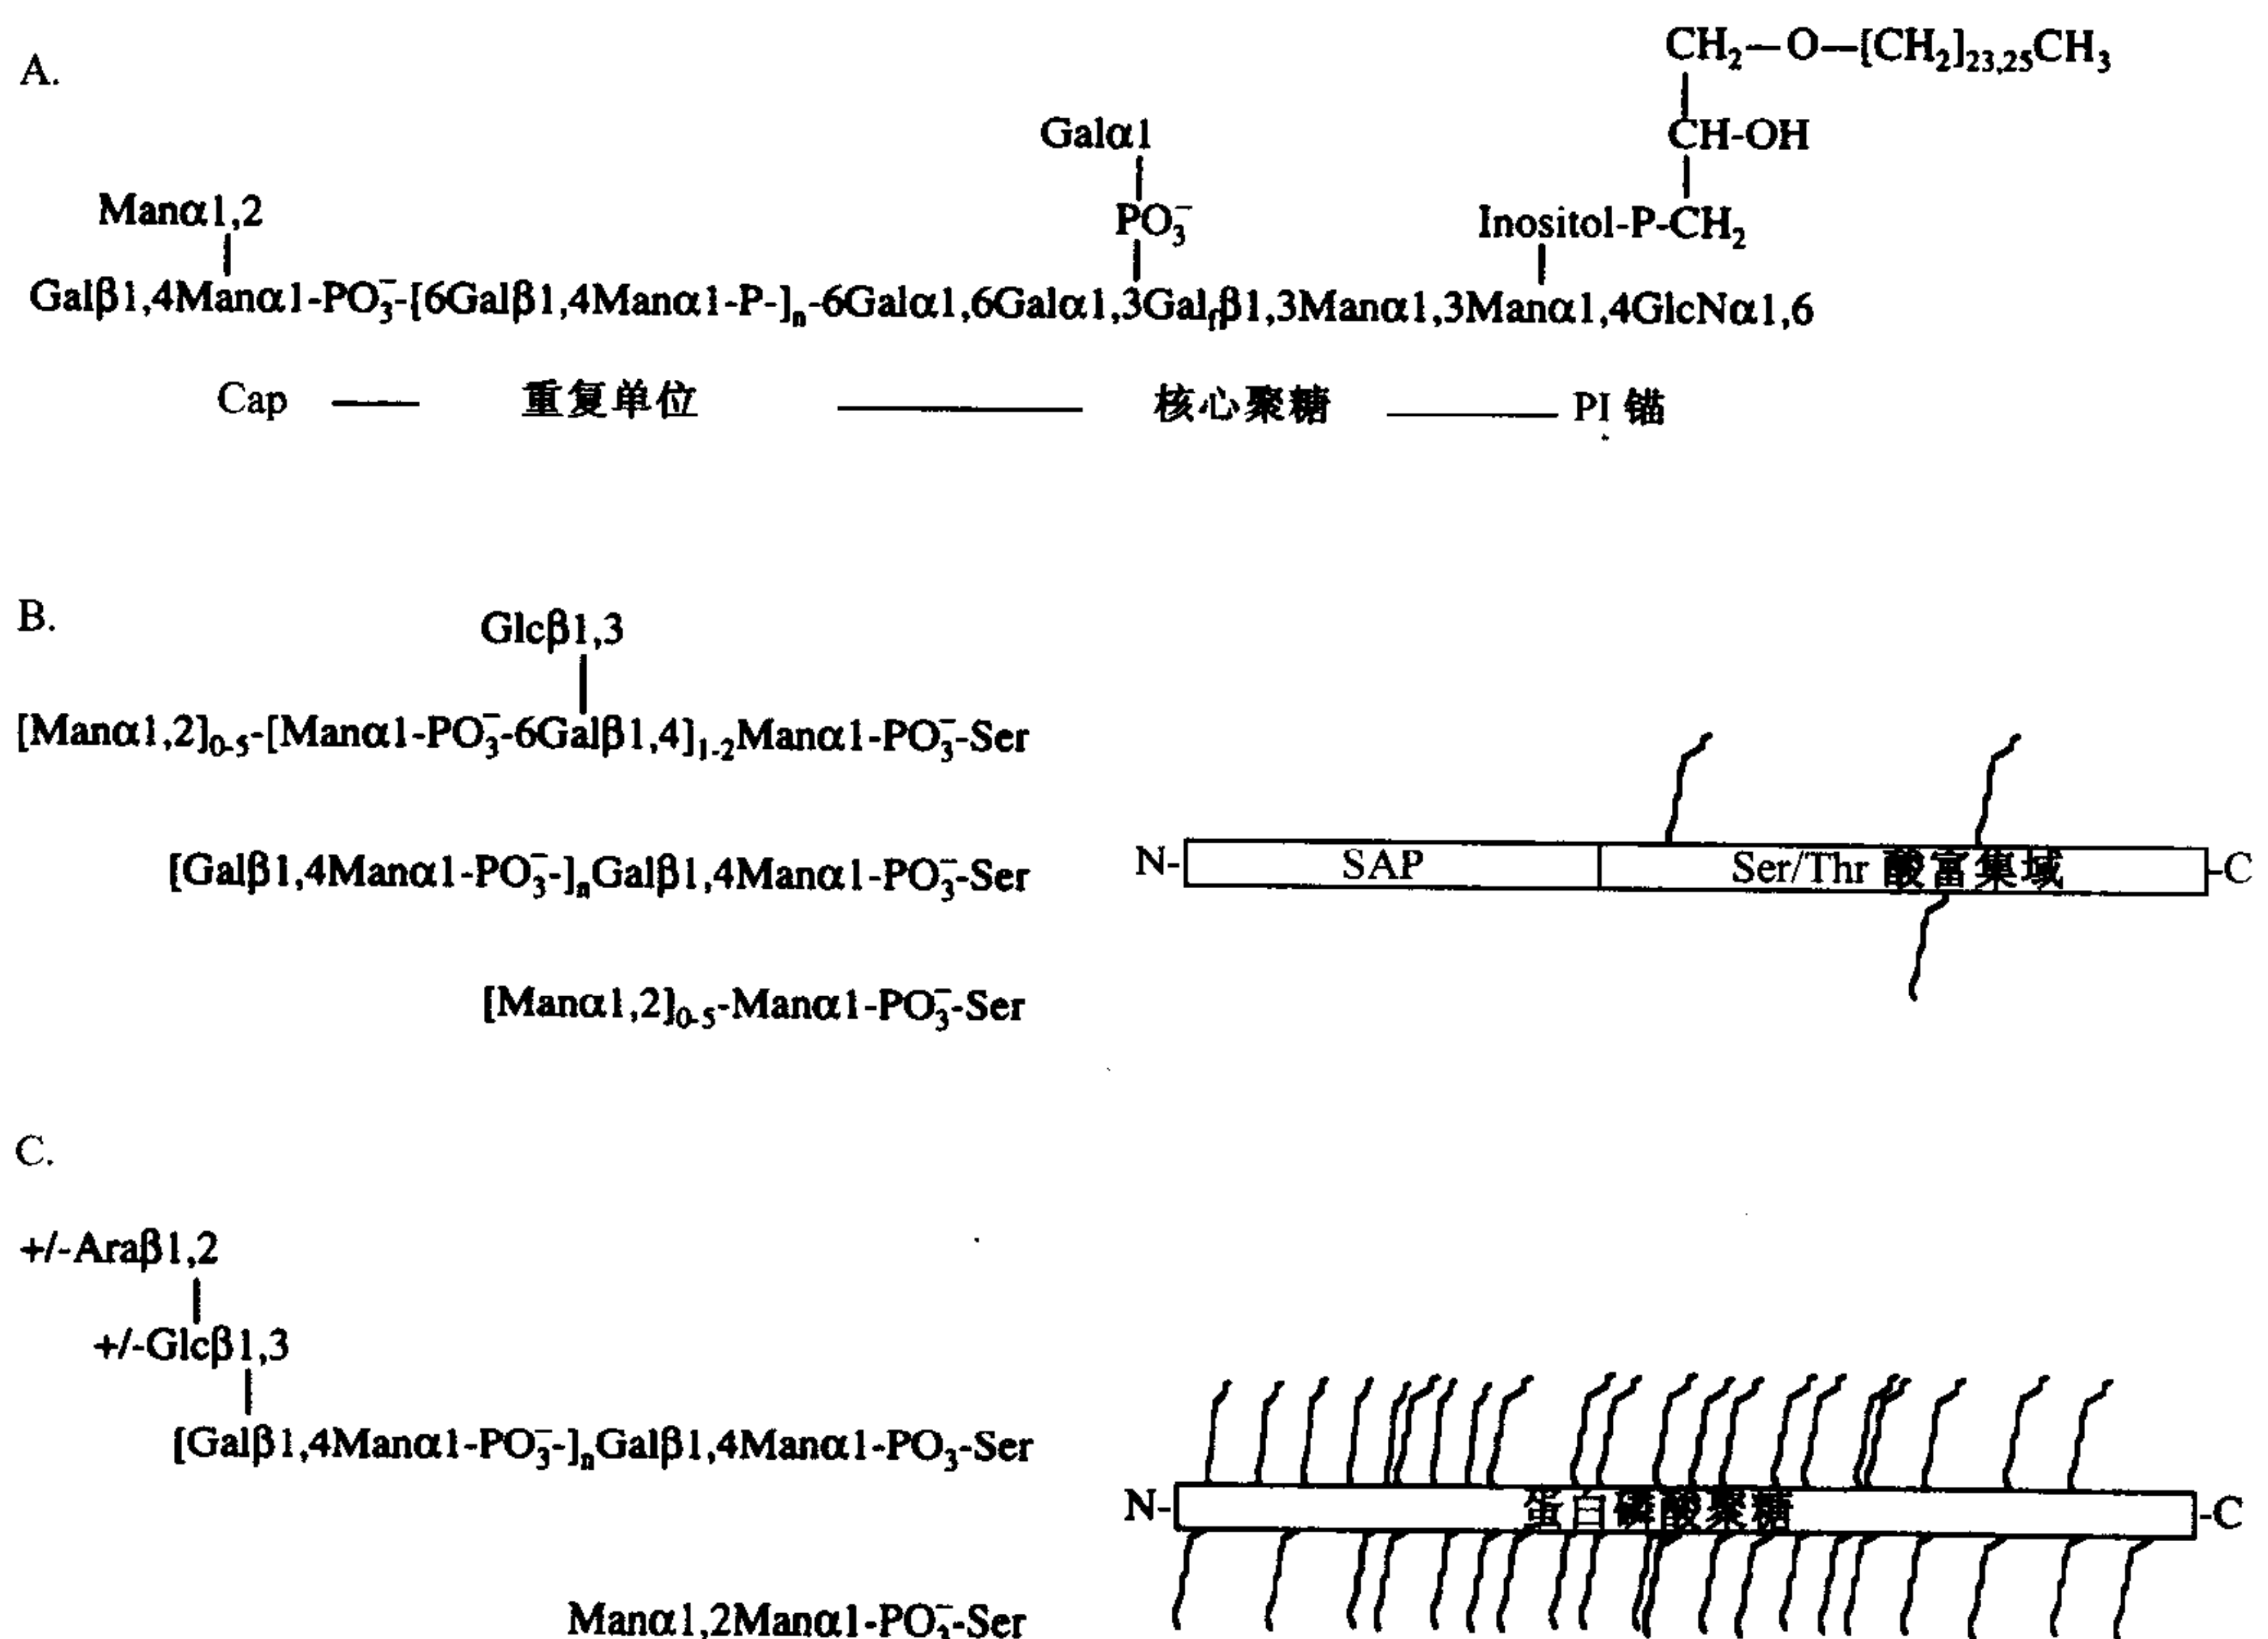 A.
CH₂—O—[CH₂]₂₃,₂₅CH₃
CH-OH
Galα1
PO₃⁻
Inositol-P-CH₂
Manα1,2
Galβ1,4Manα1-PO₃⁻-[6Galβ1,4Manα1-P-]ₙ-6Galα1,6Galα1,3Gal_fβ1,3Manα1,3Manα1,4GlcNα1,6
Cap — 重复单位 — 核心聚糖 — PI 锚
B.
Glcβ1,3
[Manα1,2]₀₋₅-[Manα1-PO₃⁻-6Galβ1,4]₁₋₂Manα1-PO₃⁻-Ser
[Galβ1,4Manα1-PO₃⁻-]ₙGalβ1,4Manα1-PO₃⁻-Ser
N- SAP Ser/Thr 酸富集域 -C
[Manα1,2]₀₋₅-Manα1-PO₃⁻-Ser
C.
+/-Araβ1,2
+/-Glcβ1,3
[Galβ1,4Manα1-PO₃⁻-]ₙGalβ1,4Manα1-PO₃-Ser
N- 蛋白磷酸聚糖 -C
Manα1,2Manα1-PO₃⁻-Ser